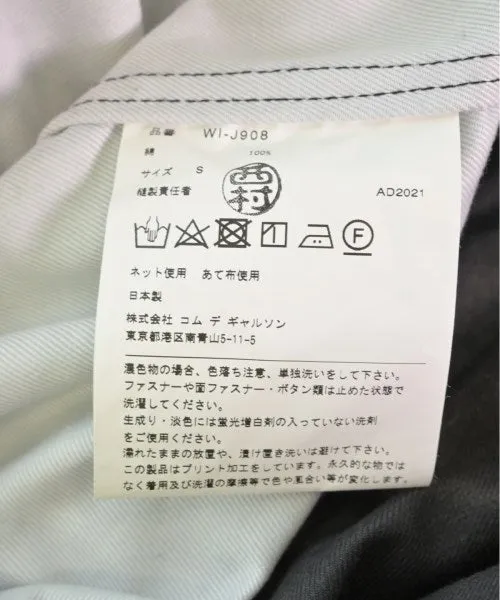 品番 WI-J908
綿 100%
サイズ S
西村
縫製責任者 AD2021
F
ネット使用 あて布使用
日本製
株式会社 コム デ ギャルソン
東京都港区南青山5-11-5
濃色物の場合、色落ち注意、単独洗いをして下さい。
ファスナーや面ファスナー・ボタン類は止めた状態で
洗濯してください。
生成り・淡色には蛍光増白剤の入っていない洗剤
をご使用ください。
濡れたままの放置や、漬け置き洗いは避けて下さい。
この製品はプリント加工をしています。永久的な物では
なく着用及び洗濯の摩擦等で色や風合い等が変化します。